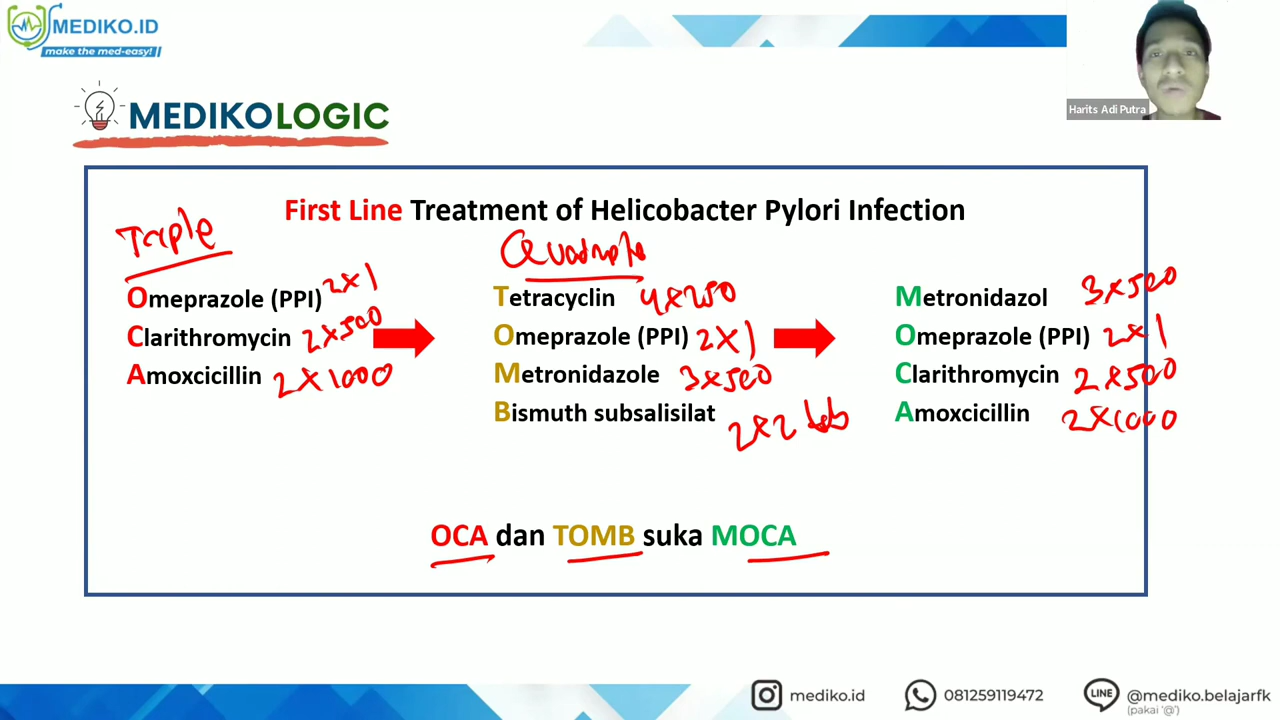 MEDIKO.ID
make the med-easy!
Harits Adi Putra
MEDIKOLOGIC
First Line Treatment of Helicobacter Pylori Infection
Triple
Omeprazole (PPI) 2x1
Clarithromycin 2x500
Amoxcicillin 2x1000
Quadruple
Tetracyclin 4x250
Omeprazole (PPI) 2x1
Metronidazole 3x500
Bismuth subsalisilat 2x2 tab
Metronidazol 3x500
Omeprazole (PPI) 2x1
Clarithromycin 2x500
Amoxcicillin 2x1000
OCA dan TOMB suka MOCA
mediko.id
081259119472
LINE
@mediko.belajarfk
(pakai '@')